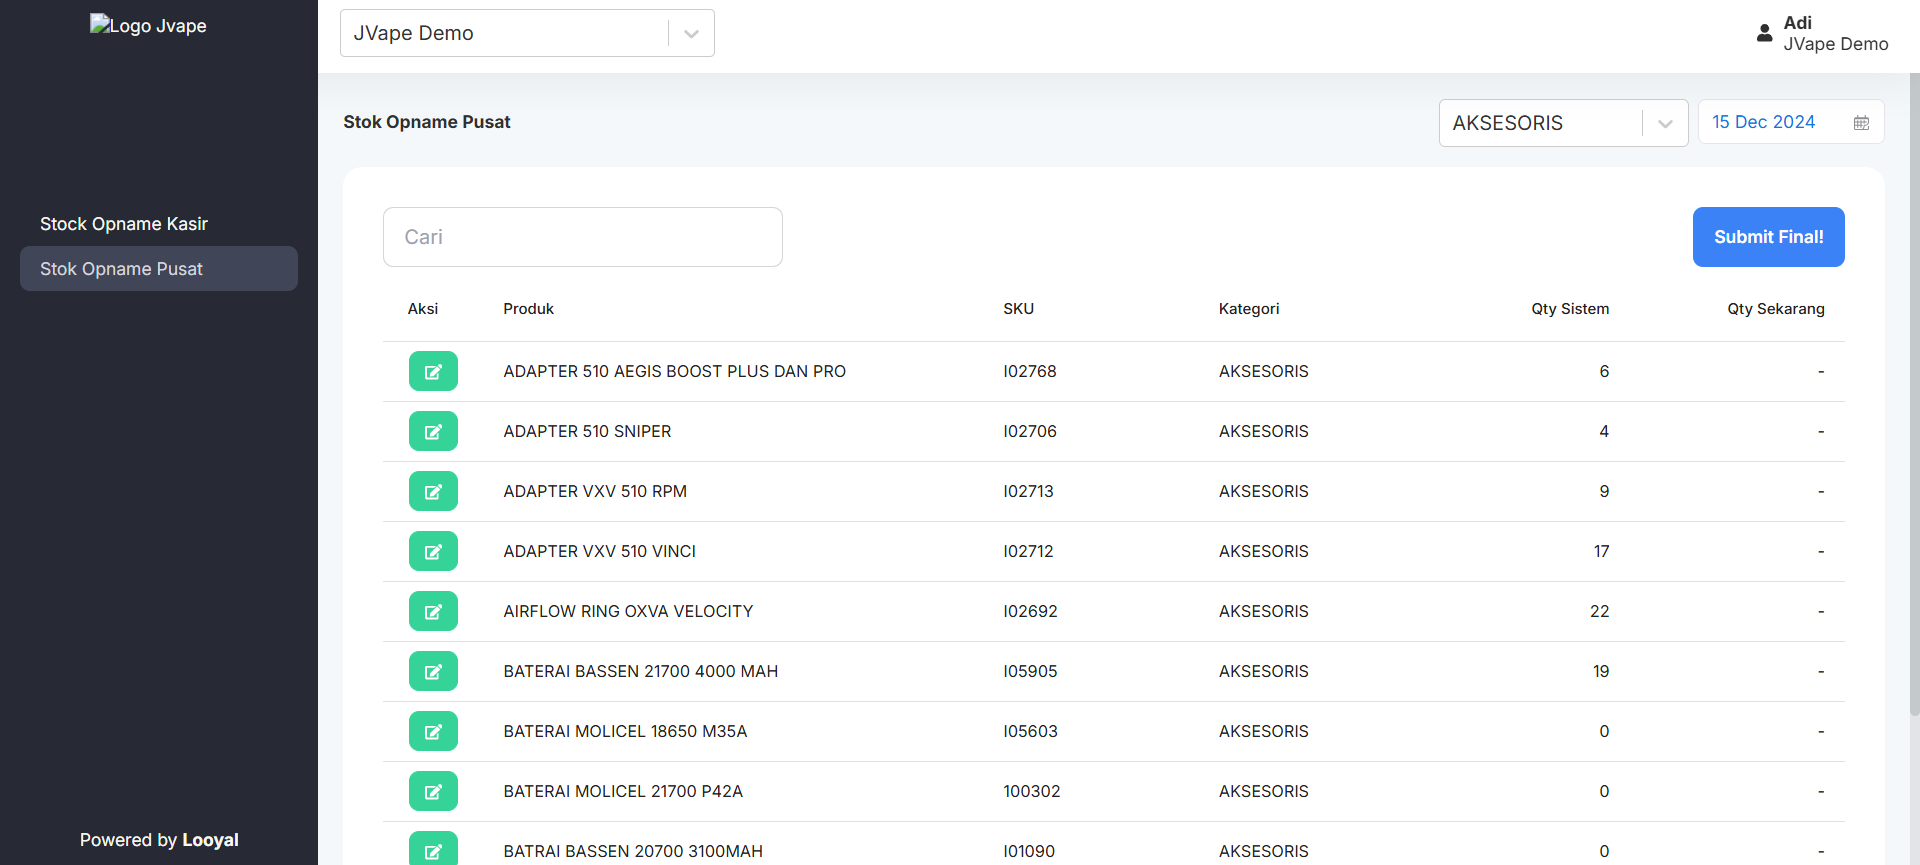 Logo Jvape
JVape Demo
Adi
JVape Demo
Stock Opname Kasir
Stok Opname Pusat
Powered by Looyal
Stok Opname Pusat
AKSESORIS
15 Dec 2024
Cari
Submit Final!
Aksi Produk SKU Kategori Qty Sistem Qty Sekarang
ADAPTER 510 AEGIS BOOST PLUS DAN PRO I02768 AKSESORIS 6 -
ADAPTER 510 SNIPER I02706 AKSESORIS 4 -
ADAPTER VXV 510 RPM I02713 AKSESORIS 9 -
ADAPTER VXV 510 VINCI I02712 AKSESORIS 17 -
AIRFLOW RING OXVA VELOCITY I02692 AKSESORIS 22 -
BATERAI BASSEN 21700 4000 MAH I05905 AKSESORIS 19 -
BATERAI MOLICEL 18650 M35A I05603 AKSESORIS 0 -
BATERAI MOLICEL 21700 P42A 100302 AKSESORIS 0 -
BATRAI BASSEN 20700 3100MAH I01090 AKSESORIS 0 -